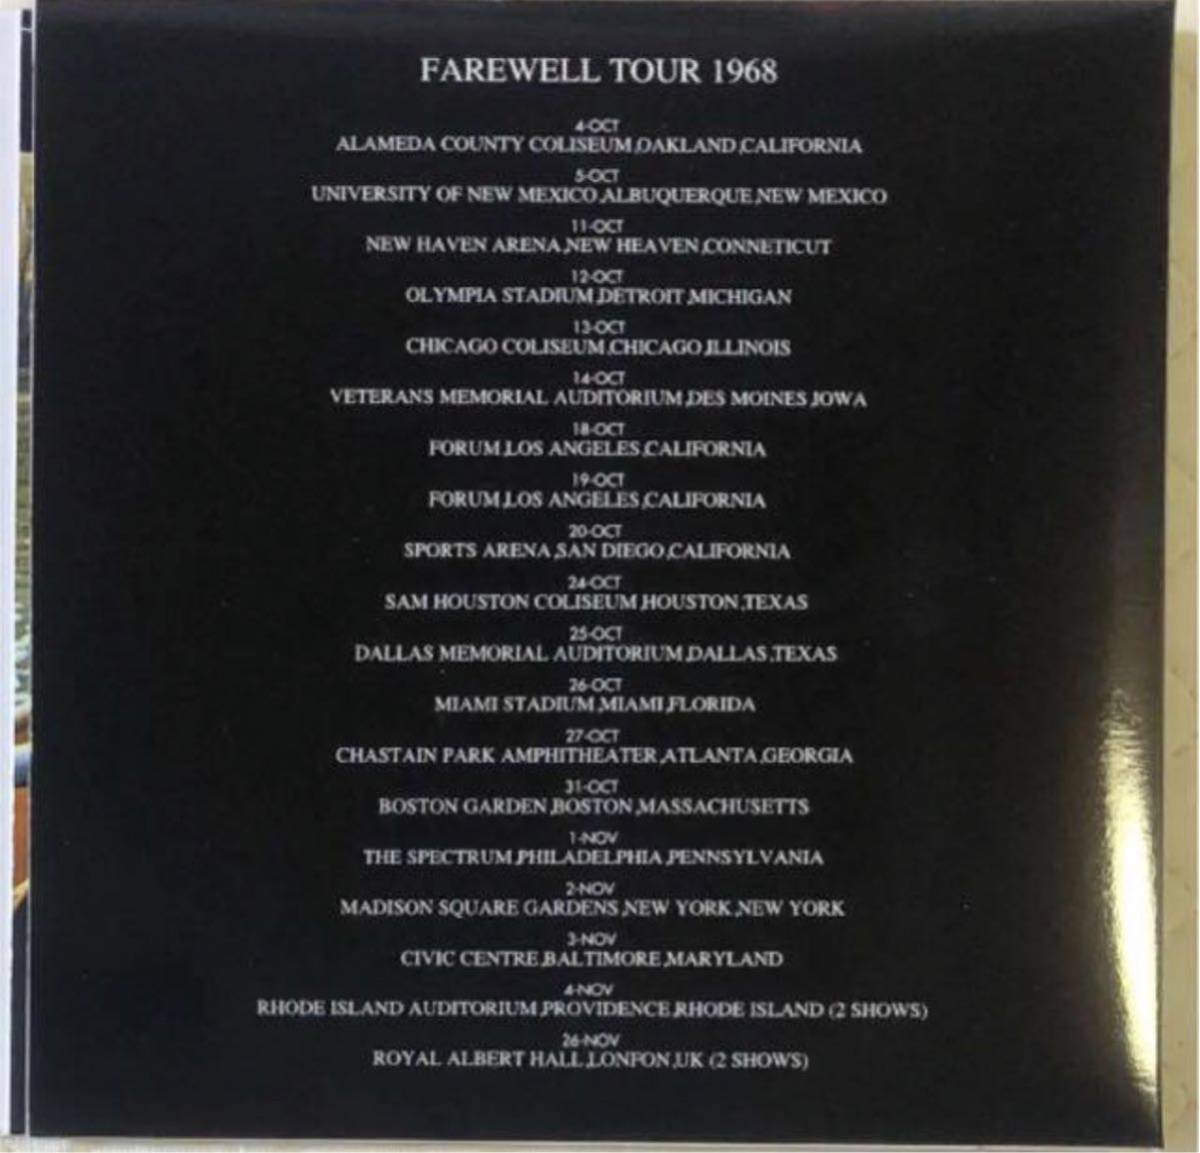 FAREWELL TOUR 1968
4-OCT
ALAMEDA COUNTY COLISEUM,OAKLAND,CALIFORNIA
5-OCT
UNIVERSITY OF NEW MEXICO,ALBUQUERQUE,NEW MEXICO
11-OCT
NEW HAVEN ARENA,NEW HEAVEN,CONNETICUT
12-OCT
OLYMPIA STADIUM,DETROIT,MICHIGAN
13-OCT
CHICAGO COLISEUM,CHICAGO,ILLINOIS
14-OCT
VETERANS MEMORIAL AUDITORIUM,DES MOINES,IOWA
18-OCT
FORUM,LOS ANGELES,CALIFORNIA
19-OCT
FORUM,LOS ANGELES,CALIFORNIA
20-OCT
SPORTS ARENA,SAN DIEGO,CALIFORNIA
24-OCT
SAM HOUSTON COLISEUM,HOUSTON,TEXAS
25-OCT
DALLAS MEMORIAL AUDITORIUM,DALLAS,TEXAS
26-OCT
MIAMI STADIUM,MIAMI,FLORIDA
27-OCT
CHASTAIN PARK AMPHITHEATER,ATLANTA,GEORGIA
31-OCT
BOSTON GARDEN,BOSTON,MASSACHUSETTS
1-NOV
THE SPECTRUM,PHILADELPHIA,PENNSYLVANIA
2-NOV
MADISON SQUARE GARDENS,NEW YORK,NEW YORK
3-NOV
CIVIC CENTRE,BALTIMORE,MARYLAND
4-NOV
RHODE ISLAND AUDITORIUM,PROVIDENCE,RHODE ISLAND (2 SHOWS)
26-NOV
ROYAL ALBERT HALL,LONFON,UK (2 SHOWS)